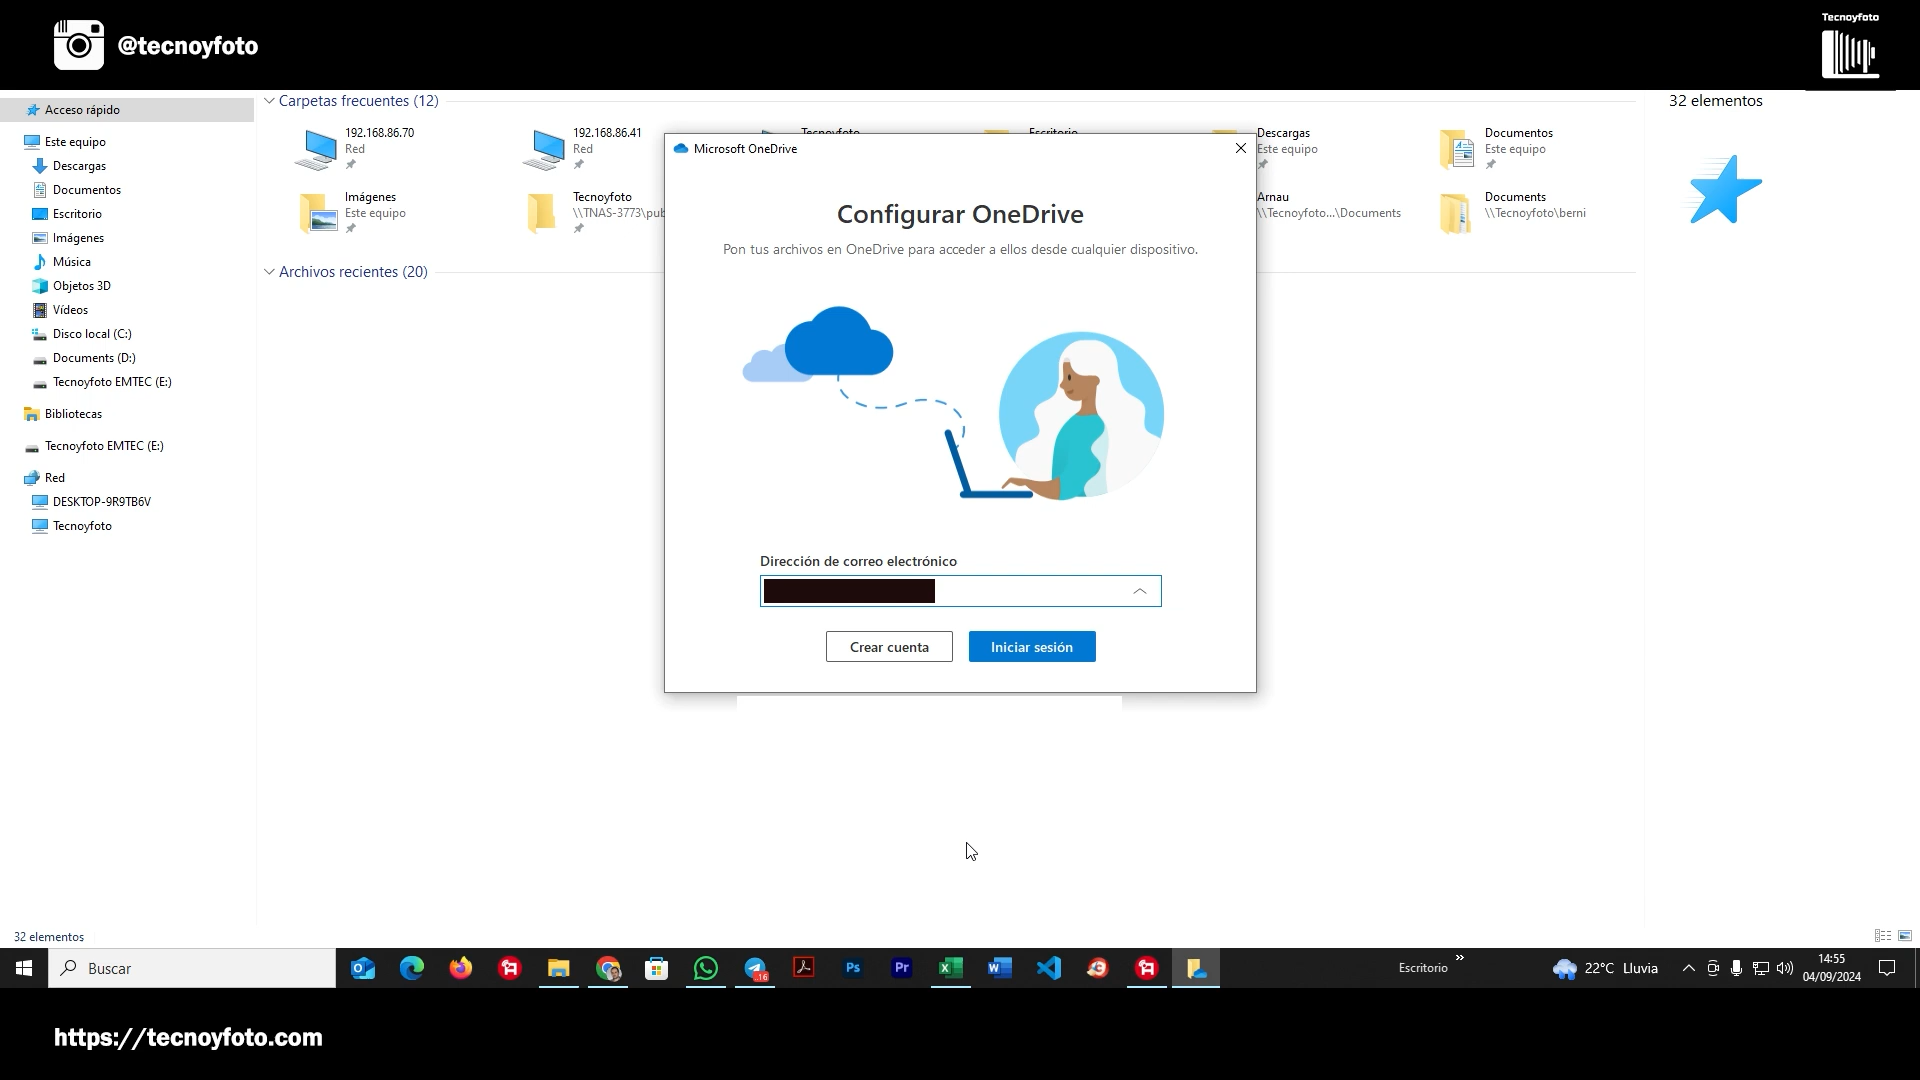 @tecnoyfoto
Tecnoyfoto
Acceso rápido
Este equipo
Descargas
Documentos
Escritorio
Imágenes
Música
Objetos 3D
Vídeos
Disco local (C:)
Documents (D:)
Tecnoyfoto EMTEC (E:)
Bibliotecas
Tecnoyfoto EMTEC (E:)
Red
DESKTOP-9R9TB6V
Tecnoyfoto
Carpetas frecuentes (12)
192.168.86.70
Red
192.168.86.41
Red
Tecnoyfoto
Escritorio
Descargas
Este equipo
Documentos
Este equipo
Imágenes
Este equipo
Tecnoyfoto
\\TNAS-3773\pub
Arnau
\\Tecnoyfoto...\Documents
Documents
\\Tecnoyfoto\berni
Archivos recientes (20)
32 elementos
Microsoft OneDrive
Configurar OneDrive
Pon tus archivos en OneDrive para acceder a ellos desde cualquier dispositivo.
Dirección de correo electrónico
Crear cuenta
Iniciar sesión
32 elementos
Buscar
16
Ps
Pr
Escritorio
22°C Lluvia
14:55
04/09/2024
https://tecnoyfoto.com